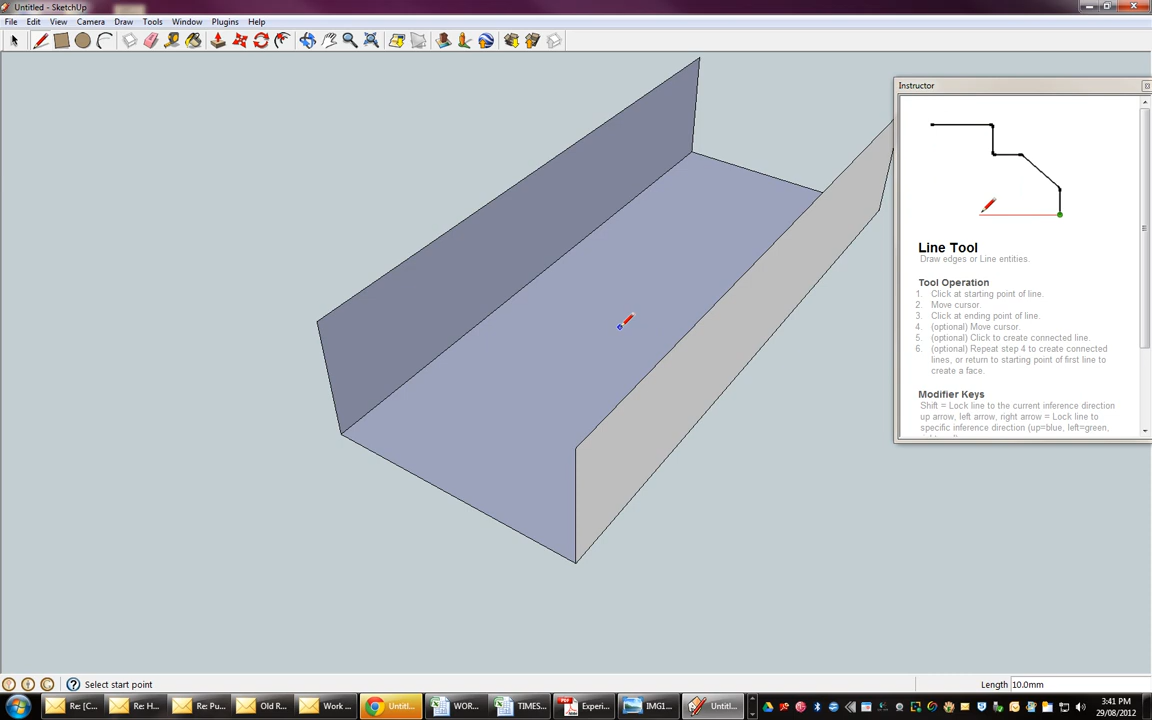 Untitled - SketchUp
File Edit View Camera Draw Tools Window Plugins Help
Instructor
Line Tool
Draw edges or Line entities.
Tool Operation
1. Click at starting point of line.
2. Move cursor.
3. Click at ending point of line.
4. (optional) Move cursor.
5. (optional) Click to create connected line.
6. (optional) Repeat step 4 to create connected
lines, or return to starting point of first line to
create a face.
Modifier Keys
Shift = Lock line to the current inference direction
up arrow, left arrow, right arrow = Lock line to
specific inference direction (up=blue, left=green,
Select start point
Length 10.0mm
Re: [C... Re: H... Re: Pu... Old R... Work ... Untitl... WOR... TIMES... Experi... IMG1... Untitl...
3:41 PM
29/08/2012